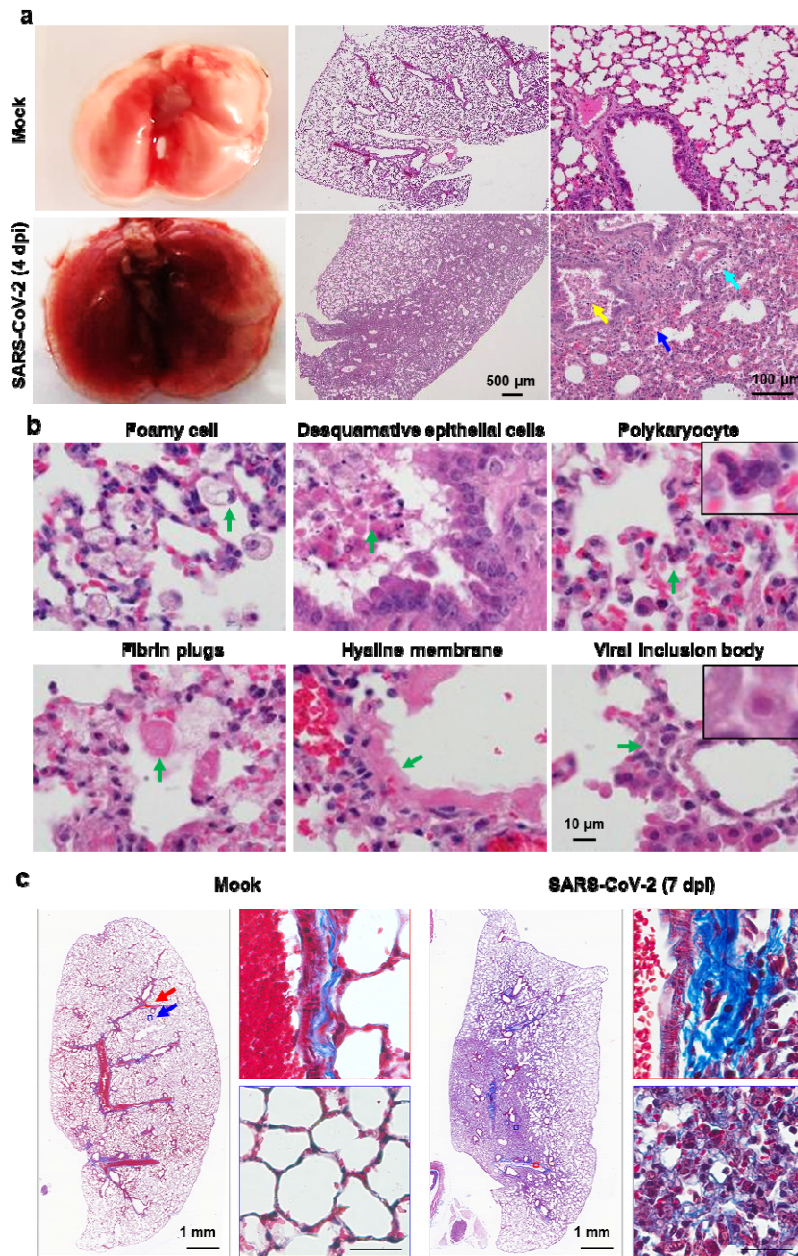 a
Mock
SARS-CoV-2 (4 dpi)
500 µm
100 µm
b
Foamy cell
Desquamative epithelial cells
Polykaryocyte
Fibrin plugs
Hyaline membrane
Viral inclusion body
10 µm
c
Mock
SARS-CoV-2 (7 dpi)
1 mm
1 mm